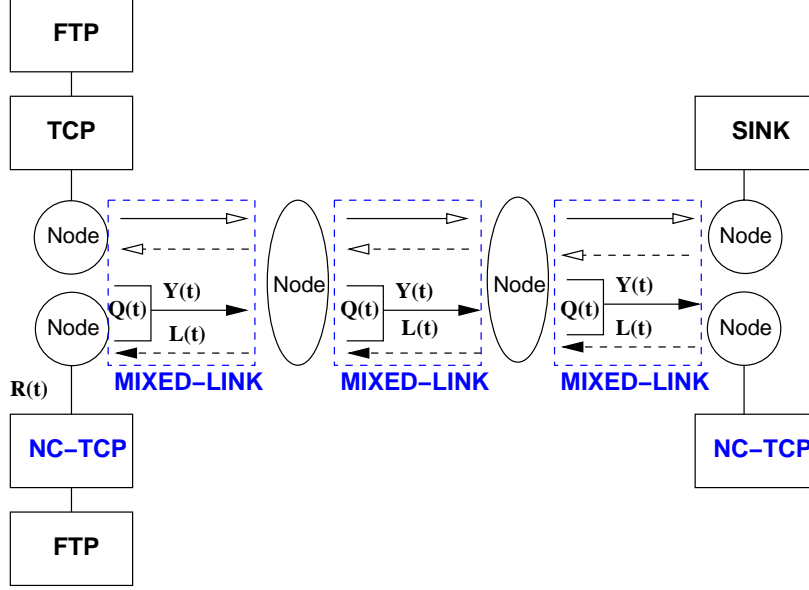 FTP
TCP
SINK
Node
Node
Node
Node
Node
Node
Q(t)
Y(t)
L(t)
Q(t)
Y(t)
L(t)
Q(t)
Y(t)
L(t)
MIXED–LINK
MIXED–LINK
MIXED–LINK
R(t)
NC–TCP
NC–TCP
FTP